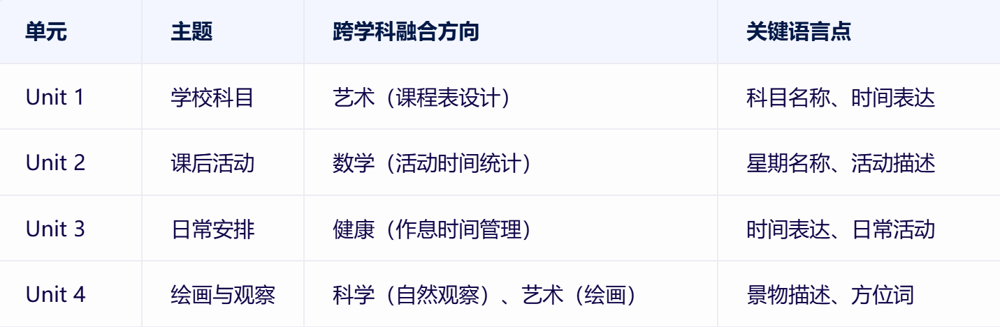 单元 主题 跨学科融合方向 关键语言点
Unit 1 学校科目 艺术（课程表设计） 科目名称、时间表达
Unit 2 课后活动 数学（活动时间统计） 星期名称、活动描述
Unit 3 日常安排 健康（作息时间管理） 时间表达、日常活动
Unit 4 绘画与观察 科学（自然观察）、艺术（绘画） 景物描述、方位词